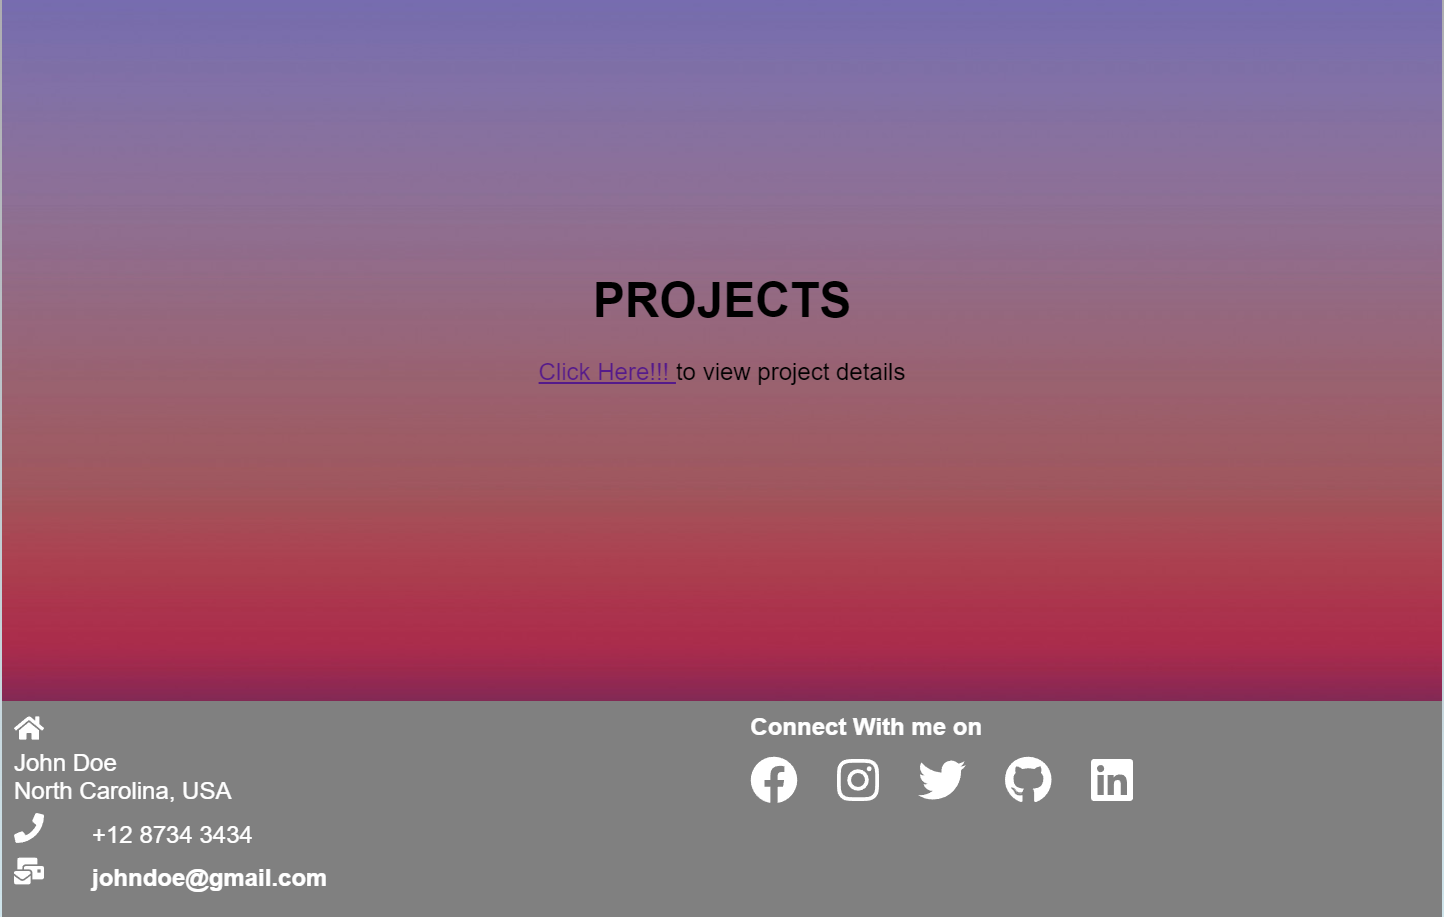 PROJECTS
Click Here!!! to view project details
John Doe
North Carolina, USA
+12 8734 3434
johndoe@gmail.com
Connect With me on